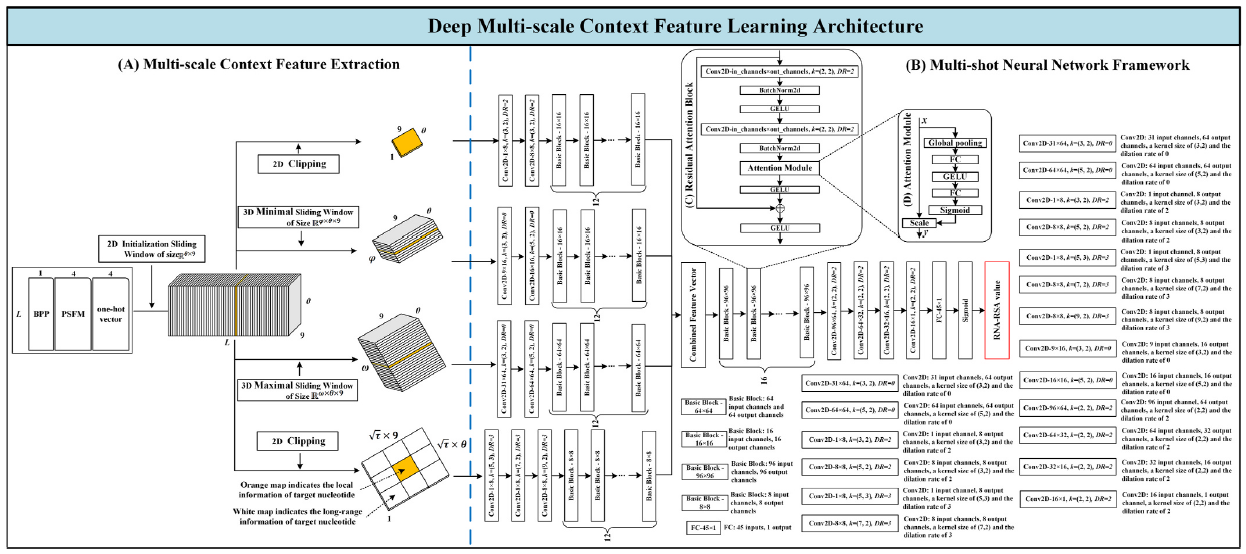 Deep Multi-scale Context Feature Learning Architecture
(A) Multi-scale Context Feature Extraction
(B) Multi-shot Neural Network Framework
9
θ
1
2D Clipping
3D Minimal Sliding Window
of Size ℝ^φ×θ×9
9
θ
φ
2D Initialization Sliding
Window of sizeℝ^θ×9
1
4
4
L
BPP
PSFM
one-hot
vector
θ
9
L
9
θ
ω
3D Maximal Sliding Window
of Size ℝ^ω×θ×9
2D Clipping
√τ × 9
√τ × θ
1
Orange map indicates the local
information of target nucleotide
White map indicates the long-range
information of target nucleotide
Conv2D-1×8, k=(3, 2), DR=2
Conv2D-8×8, k=(3, 2), DR=2
Basic Block - 16×16
Basic Block - 16×16
...
Basic Block - 16×16
12
Conv2D-9×16, k=(3, 2), DR=0
Conv2D-16×16, k=(5, 2), DR=0
Basic Block - 16×16
Basic Block - 16×16
...
Basic Block - 16×16
12
Conv2D-31×64, k=(3, 2), DR=0
Conv2D-64×64, k=(5, 2), DR=0
Basic Block - 64×64
Basic Block - 64×64
...
Basic Block - 64×64
12
Conv2D-1×8, k=(5, 3), DR=3
Conv2D-8×8, k=(7, 2), DR=3
Conv2D-8×8, k=(9, 2), DR=3
Basic Block - 8×8
Basic Block - 8×8
...
Basic Block - 8×8
12
(C) Residual Attention Block
Conv2D-in_channels=out_channels, k=(2, 2), DR=2
BatchNorm2d
GELU
Conv2D-in_channels=out_channels, k=(2, 2), DR=2
BatchNorm2d
Attention Module
GELU
GELU
(D) Attention Module
x
Global pooling
FC
GELU
FC
Sigmoid
Scale
y
Combined Feature Vector
Basic Block - 96×96
Basic Block - 96×96
...
Basic Block - 96×96
16
Conv2D-96×64, k=(2, 2), DR=2
Conv2D-64×32, k=(2, 2), DR=2
Conv2D-32×16, k=(2, 2), DR=2
Conv2D-16×1, k=(2, 2), DR=2
FC-45×1
Sigmoid
RNA-RSA value
Basic Block - 64×64
Basic Block: 64 input channels and 64 output channels
Basic Block - 16×16
Basic Block: 16 input channels, 16 output channels
Basic Block - 96×96
Basic Block: 96 input channels, 96 output channels
Basic Block - 8×8
Basic Block: 8 input channels, 8 output channels
FC-45×1
FC: 45 inputs, 1 output
Conv2D-31×64, k=(3, 2), DR=0
Conv2D: 31 input channels, 64 output channels, a kernel size of (3,2) and the dilation rate of 0
Conv2D-64×64, k=(5, 2), DR=0
Conv2D: 64 input channels, 64 output channels, a kernel size of (5,2) and the dilation rate of 0
Conv2D-1×8, k=(3, 2), DR=2
Conv2D: 1 input channel, 8 output channels, a kernel size of (3,2) and the dilation rate of 2
Conv2D-8×8, k=(5, 2), DR=2
Conv2D: 8 input channels, 8 output channels, a kernel size of (3,2) and the dilation rate of 2
Conv2D-1×8, k=(5, 3), DR=3
Conv2D: 1 input channel, 8 output channels, a kernel size of (5,3) and the dilation rate of 3
Conv2D-8×8, k=(7, 2), DR=3
Conv2D: 8 input channels, 8 output channels, a kernel size of (7,2) and the dilation rate of 3
Conv2D-31×64, k=(3, 2), DR=0
Conv2D: 31 input channels, 64 output channels, a kernel size of (3,2) and the dilation rate of 0
Conv2D-64×64, k=(5, 2), DR=0
Conv2D: 64 input channels, 64 output channels, a kernel size of (5,2) and the dilation rate of 0
Conv2D-1×8, k=(3, 2), DR=2
Conv2D: 1 input channel, 8 output channels, a kernel size of (3,2) and the dilation rate of 2
Conv2D-8×8, k=(5, 2), DR=2
Conv2D: 8 input channels, 8 output channels, a kernel size of (3,2) and the dilation rate of 2
Conv2D-1×8, k=(5, 3), DR=3
Conv2D: 1 input channel, 8 output channels, a kernel size of (5,3) and the dilation rate of 3
Conv2D-8×8, k=(7, 2), DR=3
Conv2D: 8 input channels, 8 output channels, a kernel size of (7,2) and the dilation rate of 3
Conv2D-8×8, k=(9, 2), DR=3
Conv2D: 8 input channels, 8 output channels, a kernel size of (9,2) and the dilation rate of 3
Conv2D-9×16, k=(3, 2), DR=0
Conv2D: 9 input channel, 16 output channels, a kernel size of (3,2) and the dilation rate of 0
Conv2D-16×16, k=(5, 2), DR=0
Conv2D: 16 input channels, 16 output channels, a kernel size of (5,2) and the dilation rate of 0
Conv2D-96×64, k=(2, 2), DR=2
Conv2D: 96 input channel, 64 output channels, a kernel size of (2,2) and the dilation rate of 2
Conv2D-64×32, k=(2, 2), DR=2
Conv2D: 64 input channels, 32 output channels, a kernel size of (2,2) and the dilation rate of 2
Conv2D-32×16, k=(2, 2), DR=2
Conv2D: 32 input channels, 16 output channels, a kernel size of (2,2) and the dilation rate of 2
Conv2D-16×1, k=(2, 2), DR=2
Conv2D: 16 input channels, 1 output channel, a kernel size of (2,2) and the dilation rate of 2